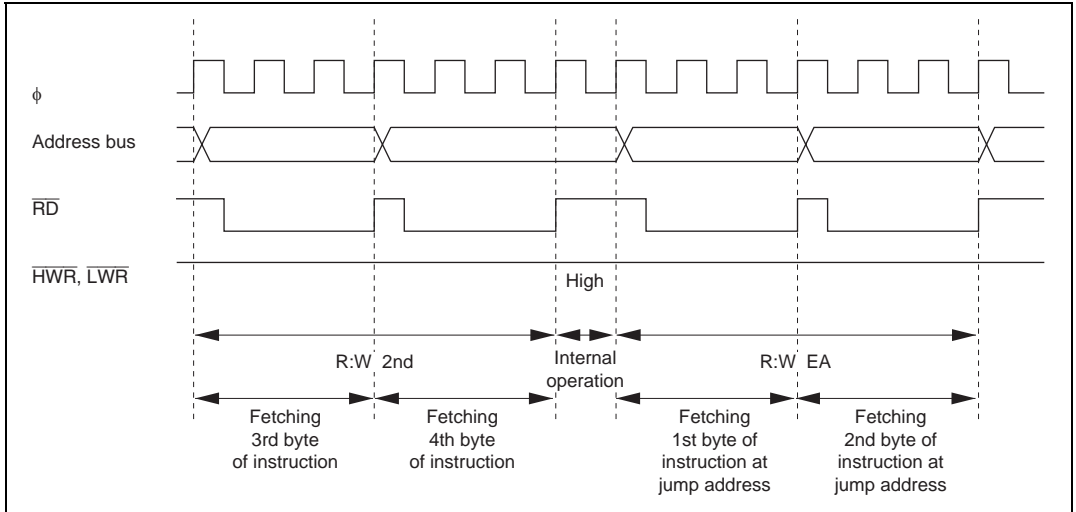 ϕ
Address bus
RD
HWR, LWR
High
R:W 2nd
Internal
operation
R:W EA
Fetching
3rd byte
of instruction
Fetching
4th byte
of instruction
Fetching
1st byte of
instruction at
jump address
Fetching
2nd byte of
instruction at
jump address